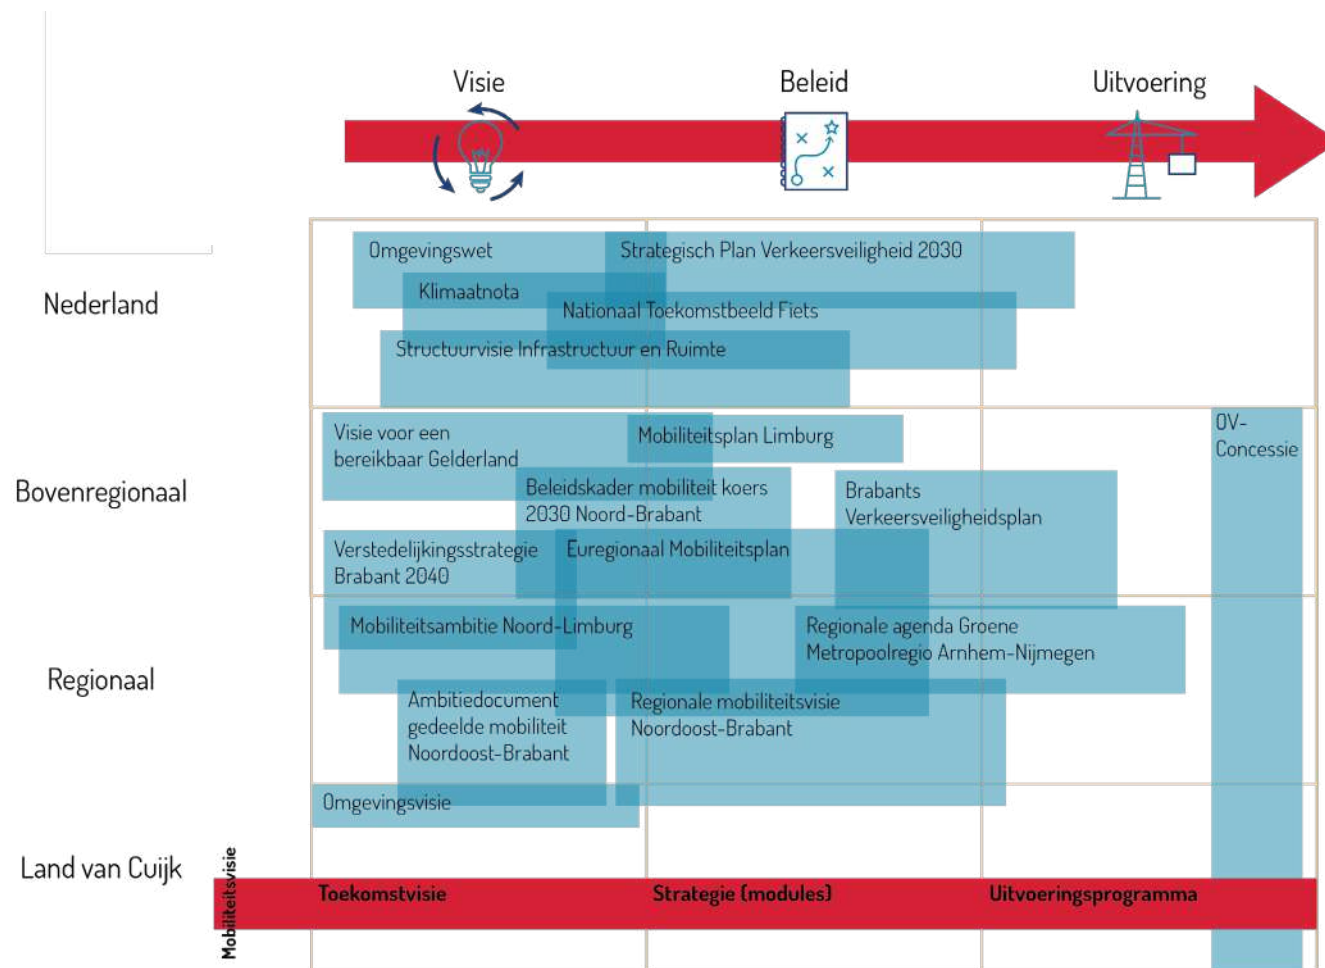 Visie
Beleid
Uitvoering
Nederland
Omgevingswet
Strategisch Plan Verkeersveiligheid 2030
Klimaatnota
Nationaal Toekomstbeeld Fiets
Structuurvisie Infrastructuur en Ruimte
Bovenregionaal
Visie voor een
bereikbaar Gelderland
Mobiliteitsplan Limburg
OV-
Concessie
Beleidskader mobiliteit koers
2030 Noord-Brabant
Brabants
Verkeersveiligheidsplan
Verstedelijkingsstrategie
Brabant 2040
Euregionaal Mobiliteitsplan
Regionaal
Mobiliteitsambitie Noord-Limburg
Regionale agenda Groene
Metropoolregio Arnhem-Nijmegen
Ambitiedocument
gedeelde mobiliteit
Noordoost-Brabant
Regionale mobiliteitsvisie
Noordoost-Brabant
Omgevingsvisie
Land van Cuijk
Mobiliteitsvisie
Toekomstvisie
Strategie (modules)
Uitvoeringsprogramma